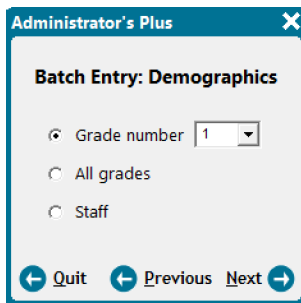 Administrator's Plus
Batch Entry: Demographics
Grade number 1
All grades
Staff
Quit Previous Next